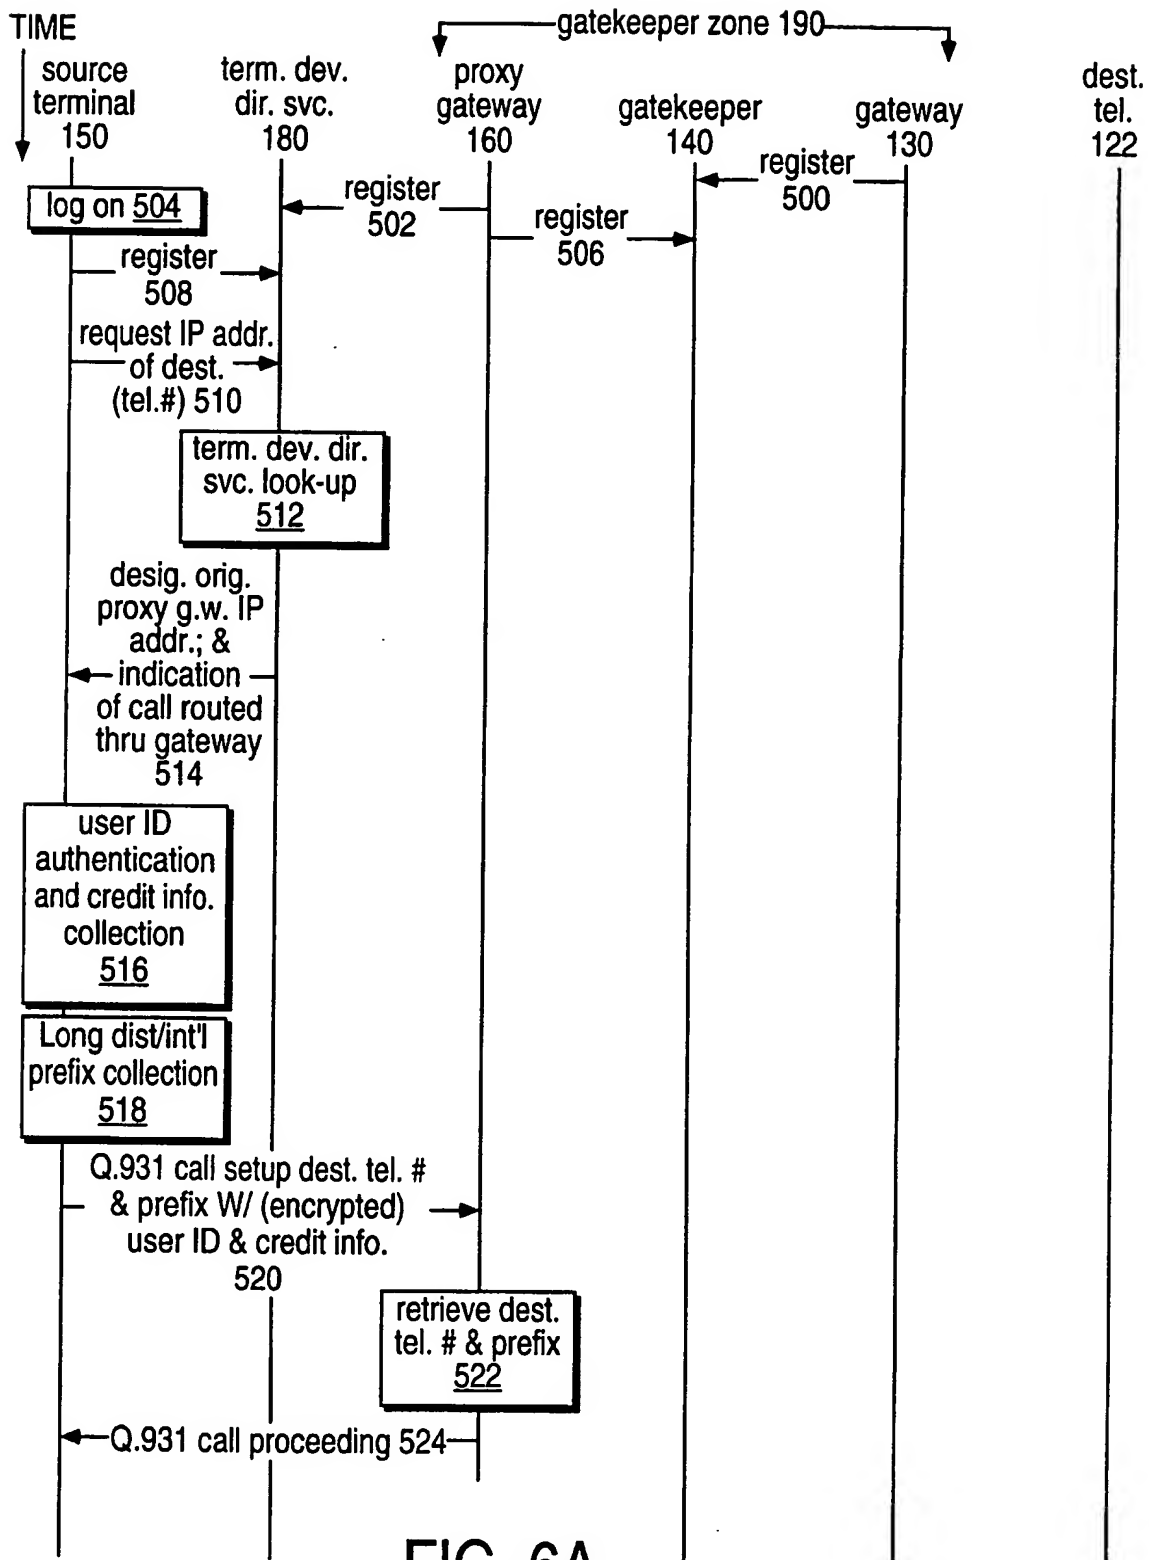 TIME
gatekeeper zone 190
source
terminal
150
term. dev.
dir. svc.
180
proxy
gateway
160
gatekeeper
140
gateway
130
dest.
tel.
122
register
500
log on 504
register
502
register
506
register
508
request IP addr.
of dest.
(tel.#) 510
term. dev. dir.
svc. look-up
512
desig. orig.
proxy g.w. IP
addr.; &
indication
of call routed
thru gateway
514
user ID
authentication
and credit info.
collection
516
Long dist/int'l
prefix collection
518
Q.931 call setup dest. tel. #
& prefix W/ (encrypted)
user ID & credit info.
520
retrieve dest.
tel. # & prefix
522
Q.931 call proceeding 524
FIG. 6A